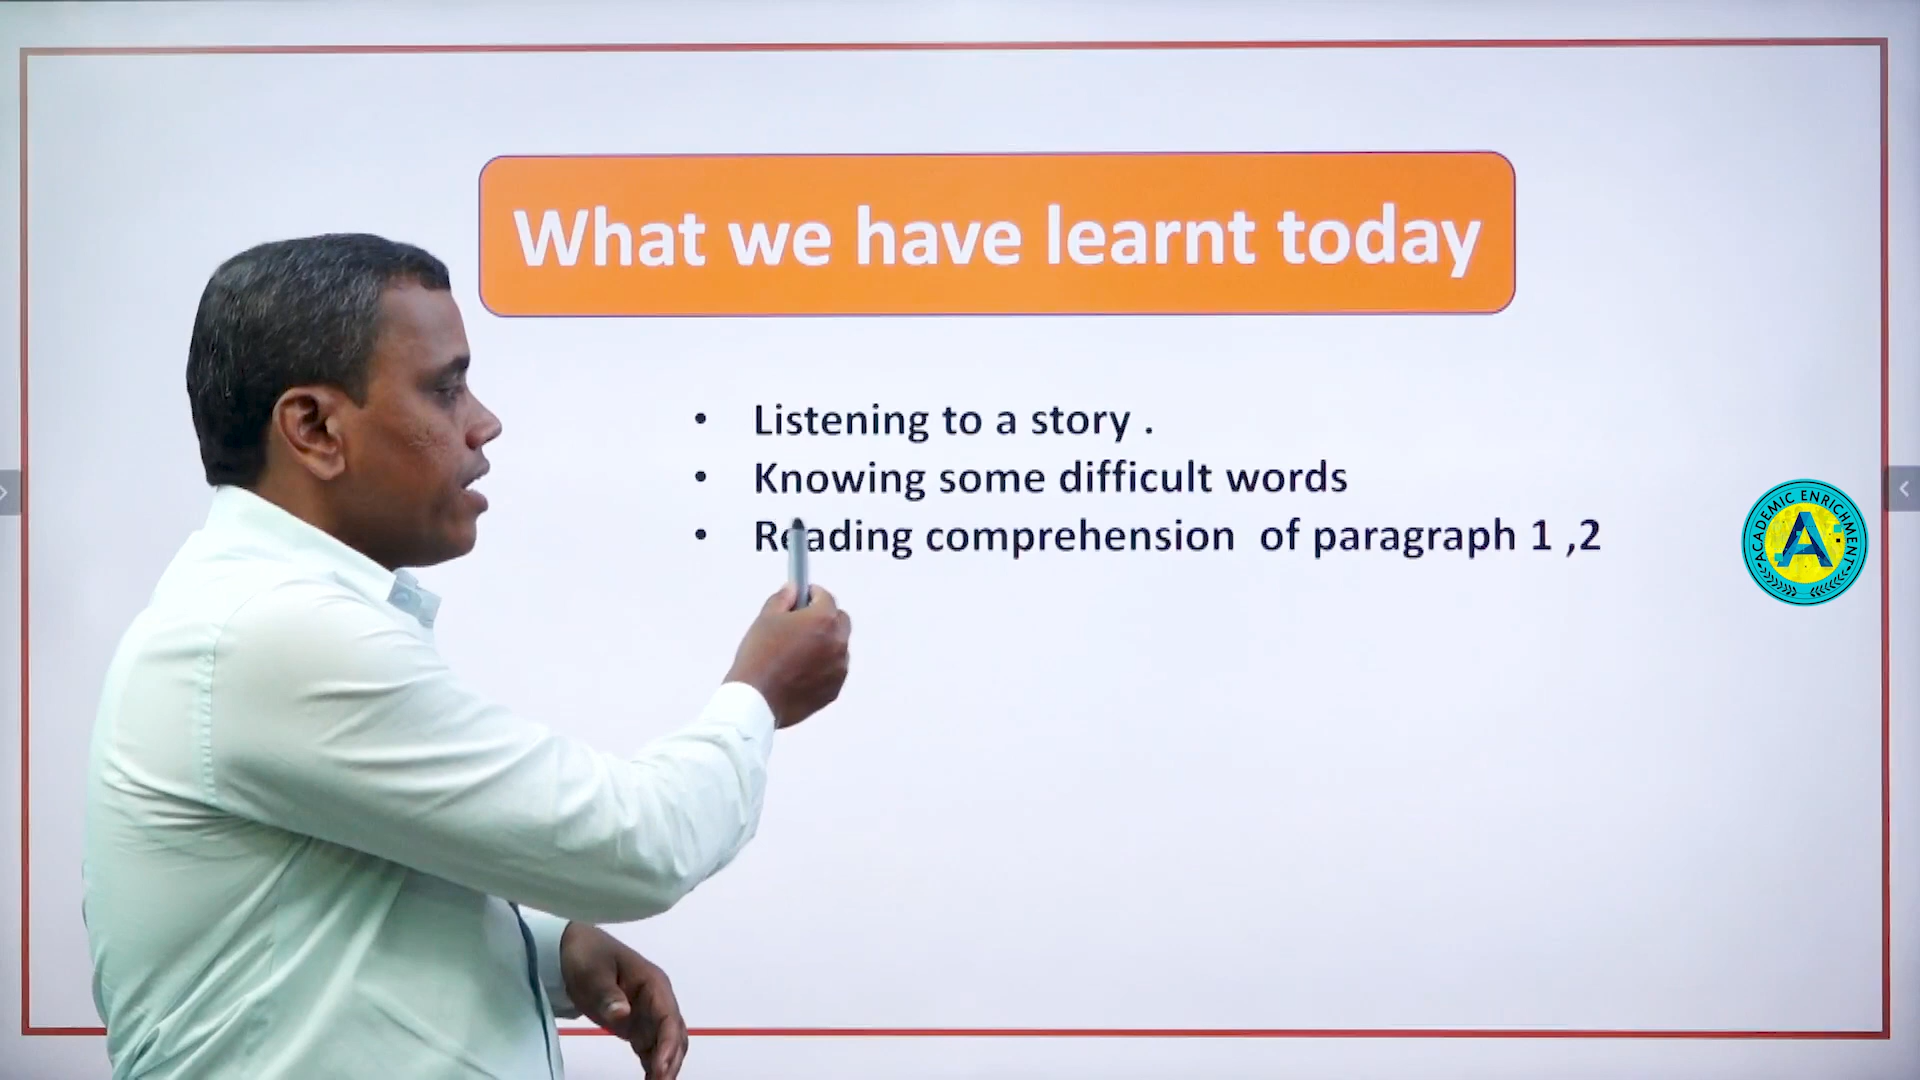 What we have learnt today
• Listening to a story .
• Knowing some difficult words
• Reading comprehension of paragraph 1 ,2
ACADEMIC ENRICHMENT
A